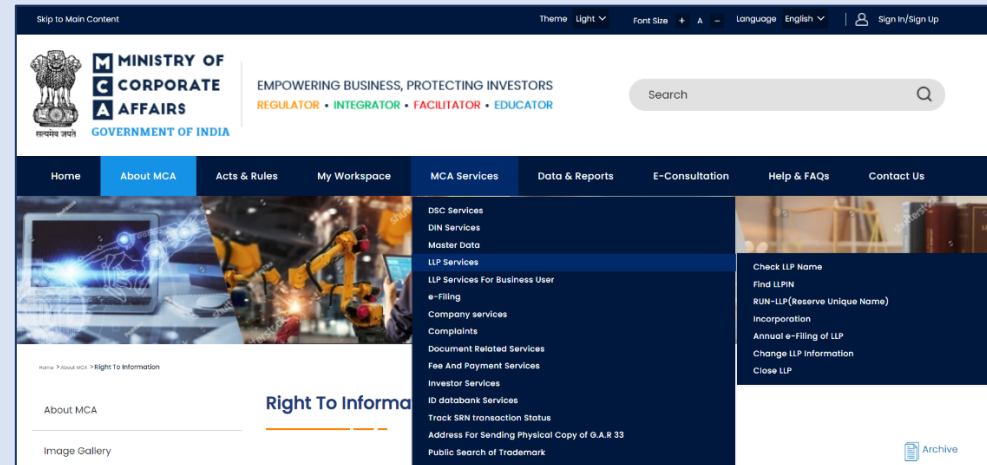 Skip to Main Content
Theme Light
Font Size + A -
Language English
Sign In/Sign Up
सत्यमेव जयते
M MINISTRY OF
C CORPORATE
A AFFAIRS
GOVERNMENT OF INDIA
EMPOWERING BUSINESS, PROTECTING INVESTORS
REGULATOR • INTEGRATOR • FACILITATOR • EDUCATOR
Search
Home About MCA Acts & Rules My Workspace MCA Services Data & Reports E-Consultation Help & FAQs Contact Us
DSC Services
DIN Services
Master Data
LLP Services
LLP Services For Business User
e-Filing
Company services
Complaints
Document Related Services
Fee And Payment Services
Investor Services
ID databank Services
Track SRN transaction Status
Address For Sending Physical Copy of G.A.R 33
Public Search of Trademark
Check LLP Name
Find LLPIN
RUN-LLP(Reserve Unique Name)
Incorporation
Annual e-Filing of LLP
Change LLP Information
Close LLP
Home > About MCA > Right To Information
About MCA
Image Gallery
Right To Informa
Archive